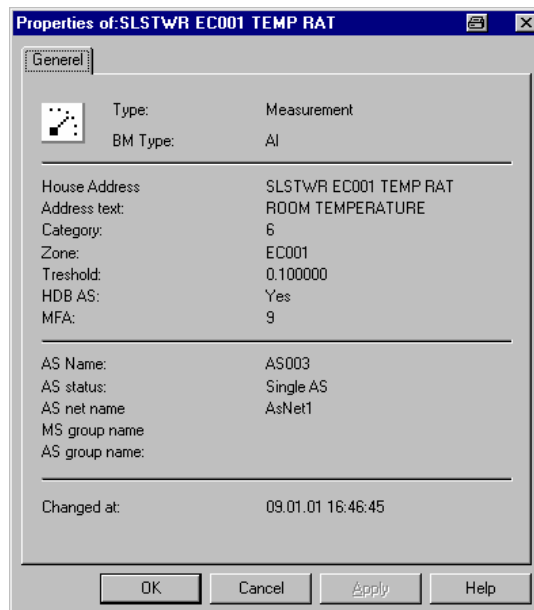 Properties of:SLSTWR EC001 TEMP RAT
Generel
Type: Measurement
BM Type: AI
House Address SLSTWR EC001 TEMP RAT
Address text: ROOM TEMPERATURE
Category: 6
Zone: EC001
Treshold: 0.100000
HDB AS: Yes
MFA: 9
AS Name: AS003
AS status: Single AS
AS net name AsNet1
MS group name
AS group name:
Changed at: 09.01.01 16:46:45
OK Cancel Apply Help